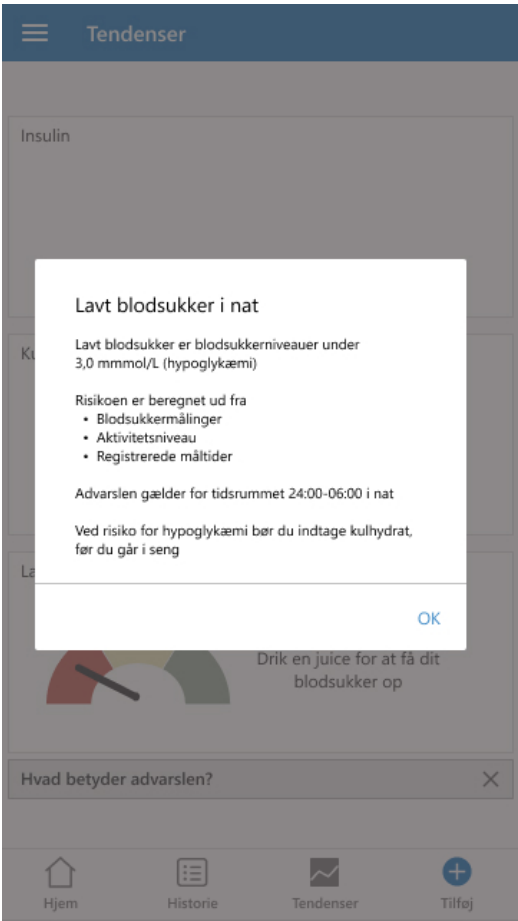 Tendenser
Insulin
Lavt blodsukker i nat
Lavt blodsukker er blodsukkerniveauer under
3,0 mmmol/L (hypoglykæmi)
Risikoen er beregnet ud fra
• Blodsukkermålinger
• Aktivitetsniveau
• Registrerede måltider
Advarslen gælder for tidsrummet 24:00-06:00 i nat
Ved risiko for hypoglykæmi bør du indtage kulhydrat,
før du går i seng
OK
Drik en juice for at få dit
blodsukker op
Hvad betyder advarslen?
Hjem
Historie
Tendenser
Tilføj